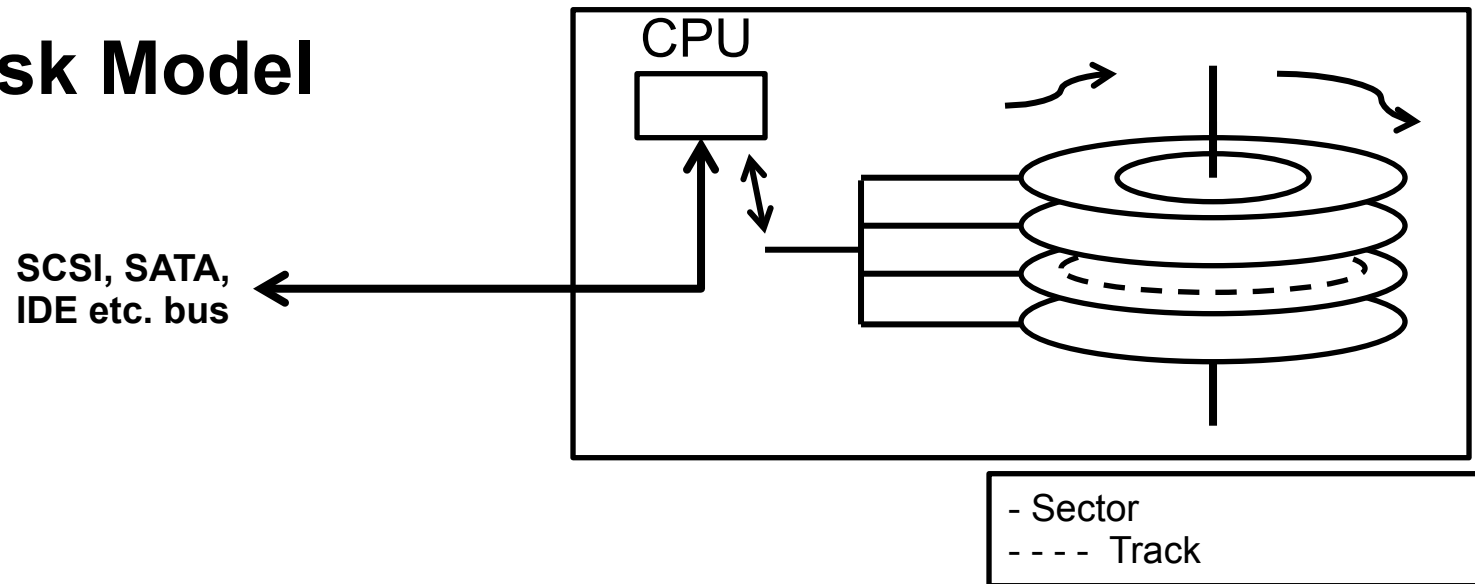 sk Model
CPU
SCSI, SATA,
IDE etc. bus
- Sector
- - - - Track